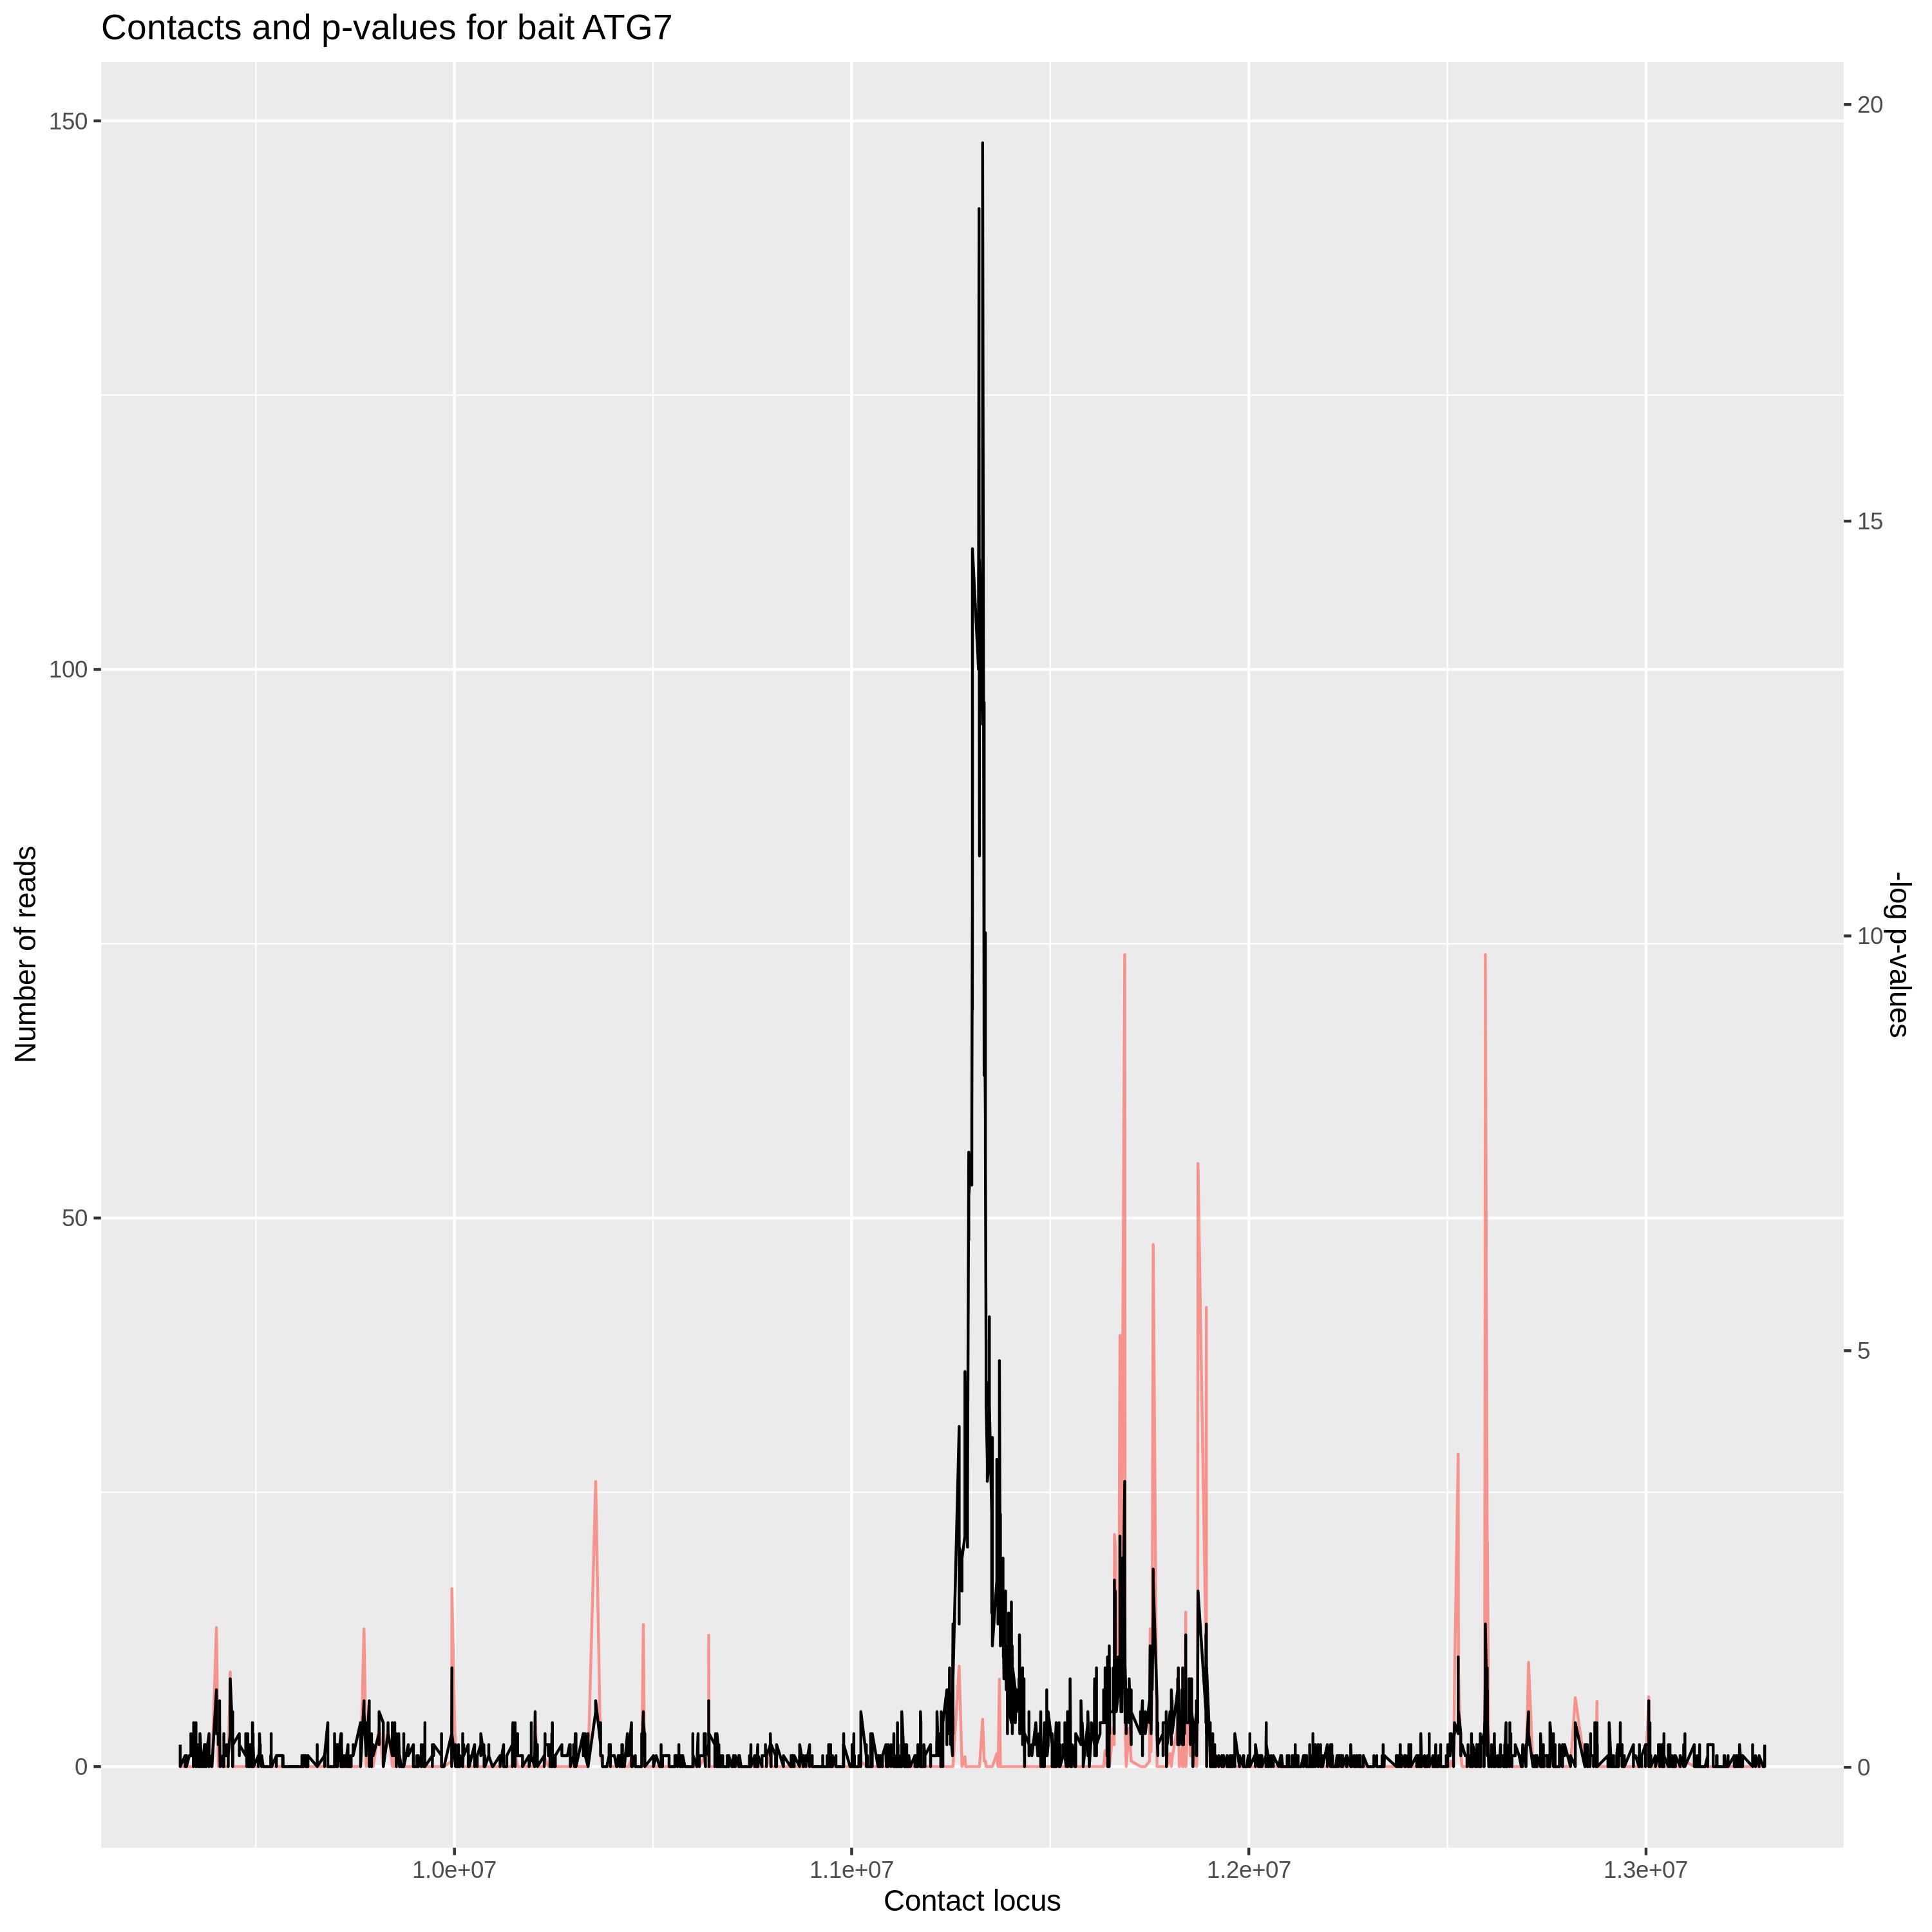 Contacts and p-values for bait ATG7
150
100
50
0
Number of reads
20
15
10
5
0
-log p-values
1.0e+07
1.1e+07
1.2e+07
1.3e+07
Contact locus